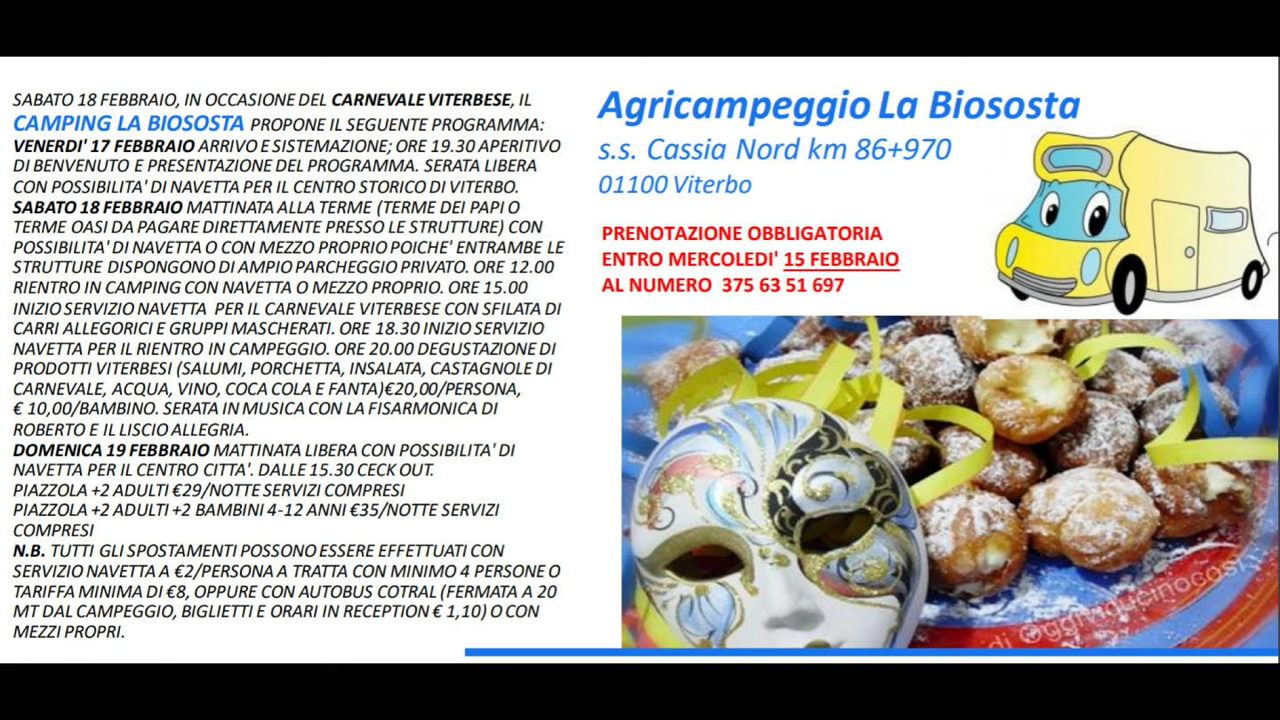 SABATO 18 FEBBRAIO, IN OCCASIONE DEL CARNEVALE VITERBESE, IL
CAMPING LA BIOSOSTA PROPONE IL SEGUENTE PROGRAMMA:
VENERDI' 17 FEBBRAIO ARRIVO E SISTEMAZIONE; ORE 19.30 APERITIVO
DI BENVENUTO E PRESENTAZIONE DEL PROGRAMMA. SERATA LIBERA
CON POSSIBILITA' DI NAVETTA PER IL CENTRO STORICO DI VITERBO.
SABATO 18 FEBBRAIO MATTINATA ALLA TERME (TERME DEI PAPI O
TERME OASI DA PAGARE DIRETTAMENTE PRESSO LE STRUTTURE) CON
POSSIBILITA' DI NAVETTA O CON MEZZO PROPRIO POICHE' ENTRAMBE LE
STRUTTURE DISPONGONO DI AMPIO PARCHEGGIO PRIVATO. ORE 12.00
RIENTRO IN CAMPING CON NAVETTA O MEZZO PROPRIO. ORE 15.00
INIZIO SERVIZIO NAVETTA PER IL CARNEVALE VITERBESE CON SFILATA DI
CARRI ALLEGORICI E GRUPPI MASCHERATI. ORE 18.30 INIZIO SERVIZIO
NAVETTA PER IL RIENTRO IN CAMPEGGIO. ORE 20.00 DEGUSTAZIONE DI
PRODOTTI VITERBESI (SALUMI, PORCHETTA, INSALATA, CASTAGNOLE DI
CARNEVALE, ACQUA, VINO, COCA COLA E FANTA)€20,00/PERSONA,
€ 10,00/BAMBINO. SERATA IN MUSICA CON LA FISARMONICA DI
ROBERTO E IL LISCIO ALLEGRIA.
DOMENICA 19 FEBBRAIO MATTINATA LIBERA CON POSSIBILITA' DI
NAVETTA PER IL CENTRO CITTA'. DALLE 15.30 CECK OUT.
PIAZZOLA +2 ADULTI €29/NOTTE SERVIZI COMPRESI
PIAZZOLA +2 ADULTI +2 BAMBINI 4-12 ANNI €35/NOTTE SERVIZI
COMPRESI
N.B. TUTTI GLI SPOSTAMENTI POSSONO ESSERE EFFETTUATI CON
SERVIZIO NAVETTA A €2/PERSONA A TRATTA CON MINIMO 4 PERSONE O
TARIFFA MINIMA DI €8, OPPURE CON AUTOBUS COTRAL (FERMATA A 20
MT DAL CAMPEGGIO, BIGLIETTI E ORARI IN RECEPTION € 1,10) O CON
MEZZI PROPRI.
Agricampeggio La Biososta
s.s. Cassia Nord km 86+970
01100 Viterbo
PRENOTAZIONE OBBLIGATORIA
ENTRO MERCOLEDI' 15 FEBBRAIO
AL NUMERO 375 63 51 697